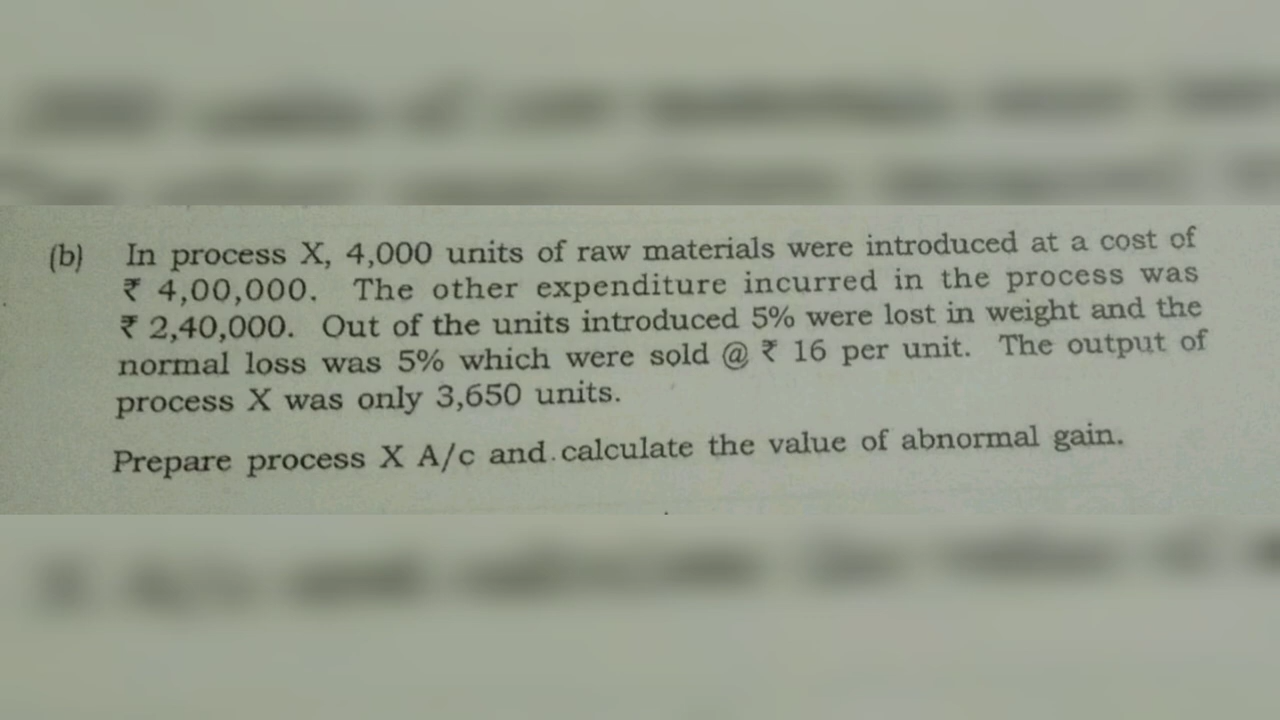 (b) In process X, 4,000 units of raw materials were introduced at a cost of
₹ 4,00,000. The other expenditure incurred in the process was
₹ 2,40,000. Out of the units introduced 5% were lost in weight and the
normal loss was 5% which were sold @ ₹ 16 per unit. The output of
process X was only 3,650 units.
Prepare process X A/c and calculate the value of abnormal gain.